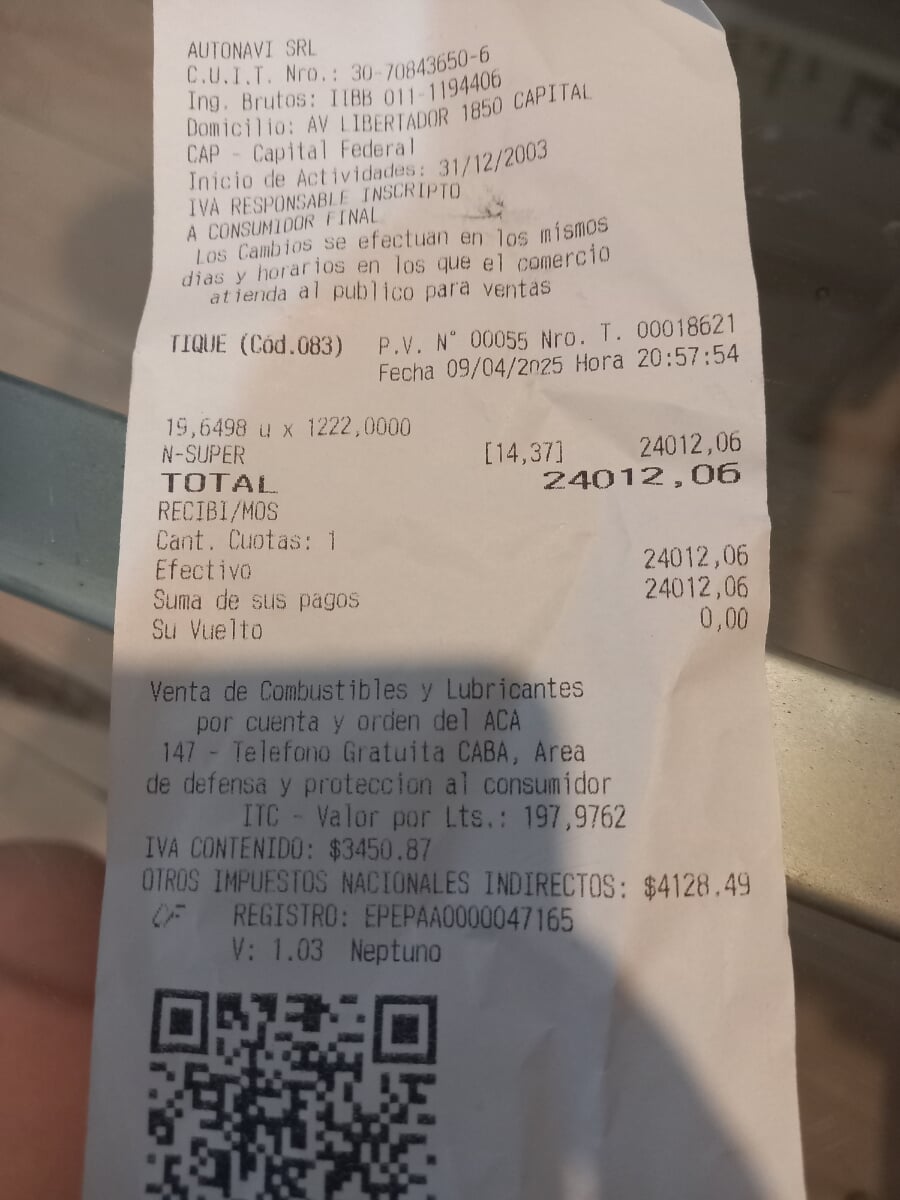 AUTONAVI SRL
C.U.I.T. Nro.: 30-70843650-6
Ing. Brutos: IIBB 011-1194406
Domicilio: AV LIBERTADOR 1850 CAPITAL
CAP - Capital Federal
Inicio de Actividades: 31/12/2003
IVA RESPONSABLE INSCRIPTO
A CONSUMIDOR FINAL
Los Cambios se efectuan en los mismos
dias y horarios en los que el comercio
atienda al publico para ventas
TIQUE (Cód.083) P.V. N° 00055 Nro. T. 00018621
Fecha 09/04/2025 Hora 20:57:54
19,6498 u x 1222,0000
N-SUPER [14,37] 24012,06
TOTAL 24012,06
RECIBI/MOS
Cant. Cuotas: 1
Efectivo 24012,06
Suma de sus pagos 24012,06
Su Vuelto 0,00
Venta de Combustibles y Lubricantes
por cuenta y orden del ACA
147 - Telefono Gratuita CABA, Area
de defensa y proteccion al consumidor
ITC - Valor por Lts.: 197,9762
IVA CONTENIDO: $3450.87
OTROS IMPUESTOS NACIONALES INDIRECTOS: $4128.49
CF REGISTRO: EPEPAA0000047165
V: 1.03 Neptuno